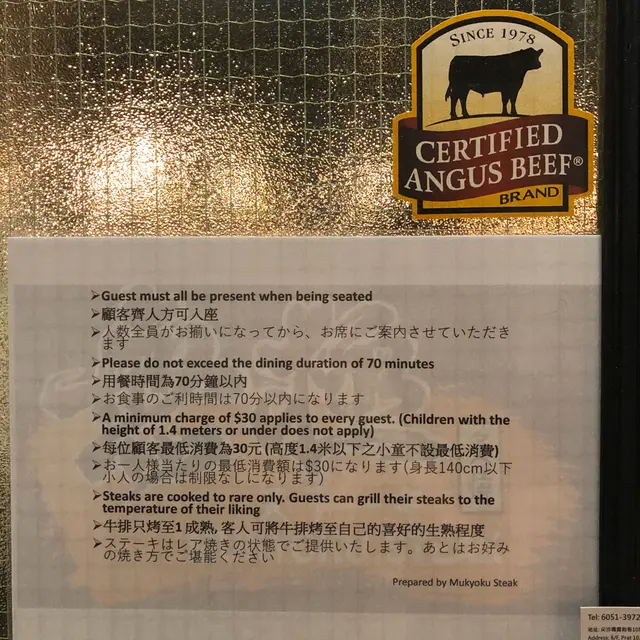 SINCE 1978
CERTIFIED
ANGUS BEEF®
BRAND
➢Guest must all be present when being seated
➢顧客齊人方可入座
➢人数全員がお揃いになってから、お席にご案内させていただき
ます
➢Please do not exceed the dining duration of 70 minutes
➢用餐時間為70分鐘以內
➢お食事のご利時間は70分以内になります
➢A minimum charge of $30 applies to every guest. (Children with the
height of 1.4 meters or under does not apply)
➢每位顧客最低消費為30元 (高度1.4米以下之小童不設最低消費)
➢お一人様当たりの最低消費額は$30になります(身長140cm以下
小人の場合は制限なしになります)
➢Steaks are cooked to rare only. Guests can grill their steaks to the
temperature of their liking
➢牛排只烤至1 成熟, 客人可將牛排烤至自己的喜好的生熟程度
➢ステーキはレア焼きの状態でご提供いたします。あとはお好み
の焼き方でご堪能ください
Prepared by Mukyoku Steak
Tel: 6051-3972